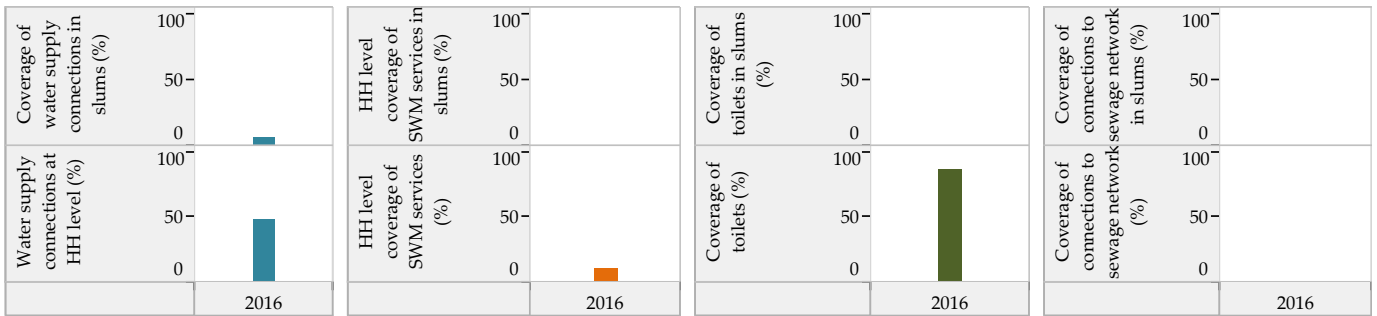 Coverage of
water supply
connections in
slums (%)
100
50
0
Water supply
connections at
HH level (%)
100
50
0
2016
HH level
coverage of
SWM services in
slums (%)
100
50
0
HH level
coverage of
SWM services
(%)
100
50
0
2016
Coverage of
toilets in slums
(%)
100
50
0
Coverage of
toilets (%)
100
50
0
2016
Coverage of
connections to
sewage network
in slums (%)
100
50
0
Coverage of
connections to
sewage network
(%)
100
50
0
2016